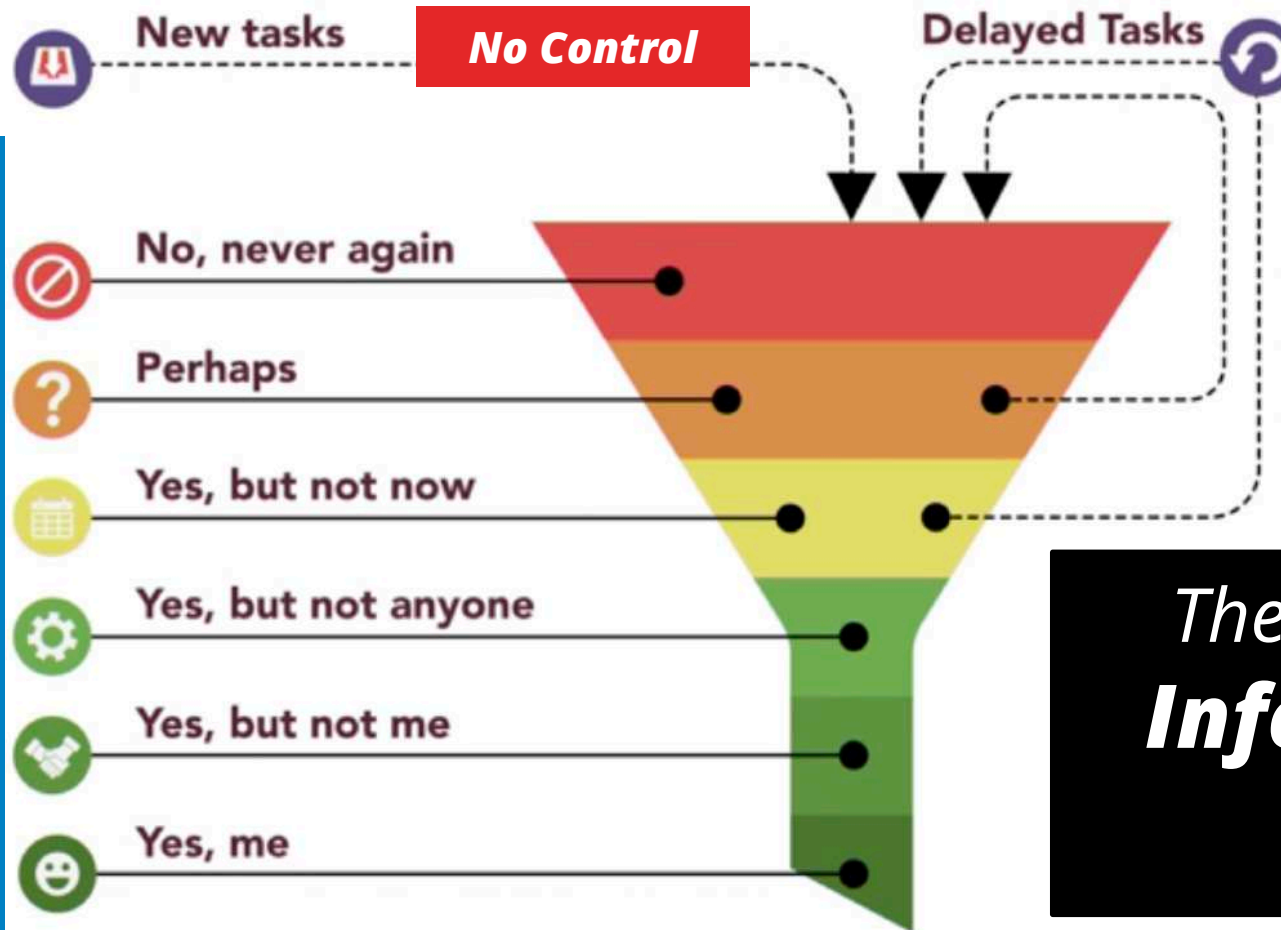 New tasks
No Control
Delayed Tasks
No, never again
Perhaps
Yes, but not now
Yes, but not anyone
Yes, but not me
Yes, me
The